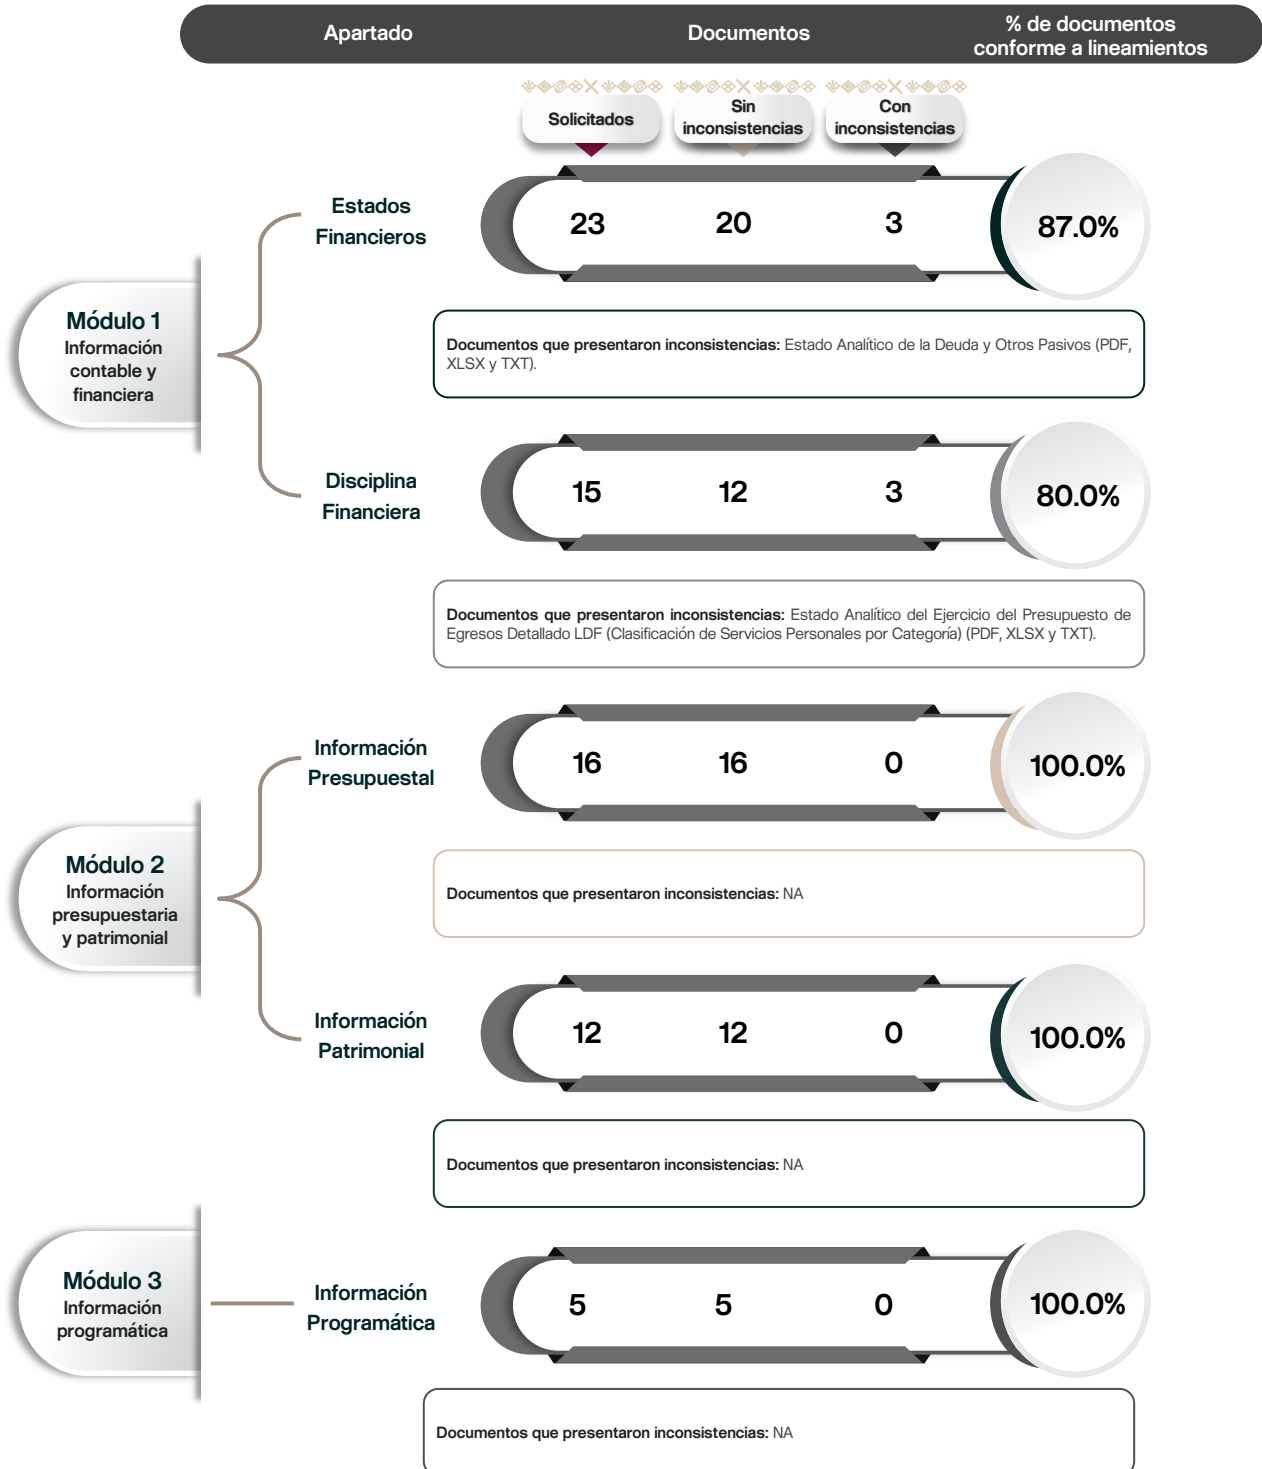 Apartado
Documentos
% de documentos
conforme a lineamientos
Solicitados
Sin
inconsistencias
Con
inconsistencias
Módulo 1
Información
contable y
financiera
Estados
Financieros
23
20
3
87.0%
Documentos que presentaron inconsistencias: Estado Analítico de la Deuda y Otros Pasivos (PDF,
XLSX y TXT).
Disciplina
Financiera
15
12
3
80.0%
Documentos que presentaron inconsistencias: Estado Analítico del Ejercicio del Presupuesto de
Egresos Detallado LDF (Clasificación de Servicios Personales por Categoría) (PDF, XLSX y TXT).
Módulo 2
Información
presupuestaria
y patrimonial
Información
Presupuestal
16
16
0
100.0%
Documentos que presentaron inconsistencias: NA
Información
Patrimonial
12
12
0
100.0%
Documentos que presentaron inconsistencias: NA
Módulo 3
Información
programática
Información
Programática
5
5
0
100.0%
Documentos que presentaron inconsistencias: NA